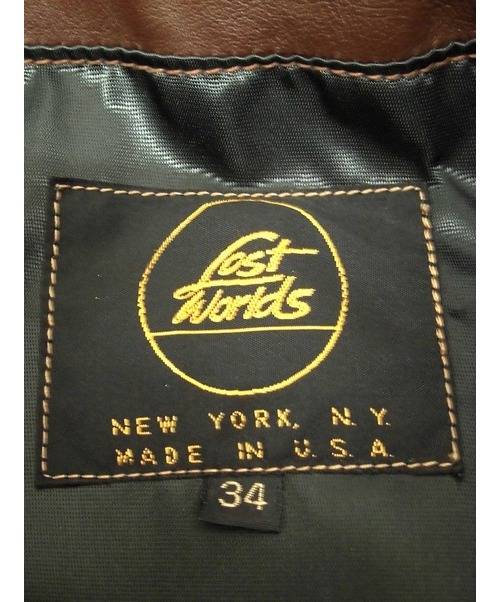 Lost
Worlds
NEW YORK, N.Y.
MADE IN U.S.A.
34